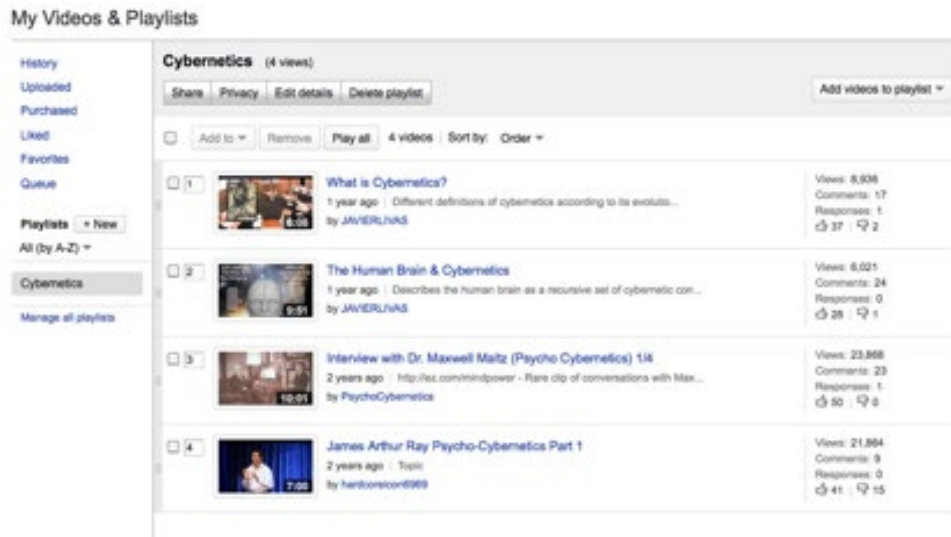 My Videos & Playlists
History
Uploaded
Purchased
Liked
Favorites
Queue
Playlists + New
All (by A-Z)
Cybernetics
Manage all playlists
Cybernetics (4 views)
Share Privacy Edit details Delete playlist
Add videos to playlist
Add to Remove Play all 4 videos Sort by: Order
1
What is Cybernetics?
1 year ago Different definitions of cybernetics according to its evolutio...
by JAVIERLIVAS
Views: 8,936
Comments: 17
Responses: 1
37 2
2
9:51
The Human Brain & Cybernetics
1 year ago Describes the human brain as a recursive set of cybernetic con...
by JAVIERLIVAS
Views: 6,021
Comments: 24
Responses: 0
28 1
3
10:01
Interview with Dr. Maxwell Maltz (Psycho Cybernetics) 1/4
2 years ago http://ez.com/mindpower - Rare clip of conversations with Max...
by PsychoCybernetics
Views: 23,868
Comments: 23
Responses: 1
50 0
4
7:00
James Arthur Ray Psycho-Cybernetics Part 1
2 years ago Topic
by hardcoreicon6969
Views: 21,864
Comments: 9
Responses: 0
41 15